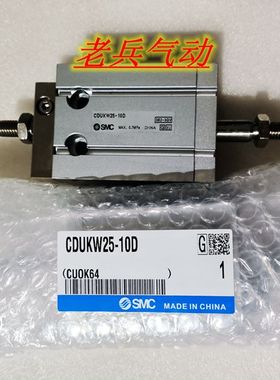 老兵气动
CDUKW25-10D
SMC MAX. 0.7MPa CHINA
CDUKW25-10D
G
(CUOK64 )
1
SMC MADE IN CHINA